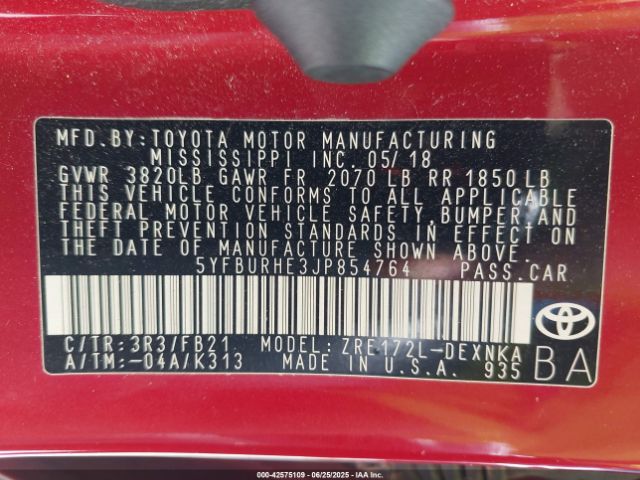 MFD.BY:TOYOTA MOTOR MANUFACTURING
MISSISSIPPI INC. 05/18
GVWR 3820LB GAWR FR 2070 LB RR 1850 LB
THIS VEHICLE CONFORMS TO ALL APPLICABLE
FEDERAL MOTOR VEHICLE SAFETY, BUMPER, AND
THEFT PREVENTION STANDARDS IN EFFECT ON
THE DATE OF MANUFACTURE SHOWN ABOVE.
5YFBURHE3JP854764 PASS.CAR
C/TR:3R3/FB21 MODEL:ZRE172L-DEXNKA
A/TM:-04A/K313 MADE IN U.S.A. 935
BA
000-42575109 - 06/25/2025 - IAA Inc.